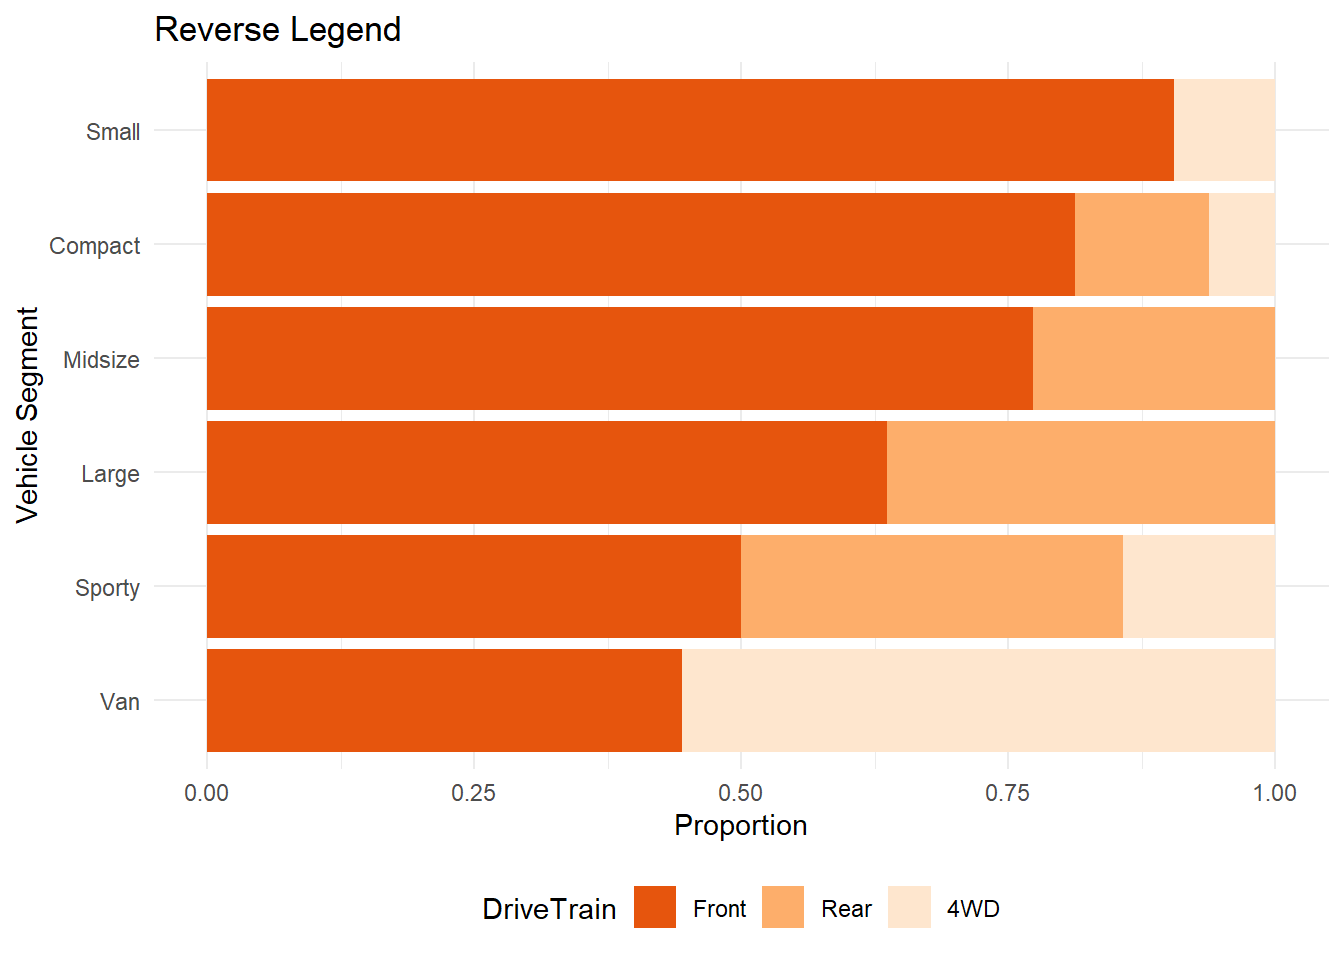 Reverse Legend
Small
Compact
Midsize
Large
Sporty
Van
Vehicle Segment
0.00 0.25 0.50 0.75 1.00
Proportion
DriveTrain Front Rear 4WD